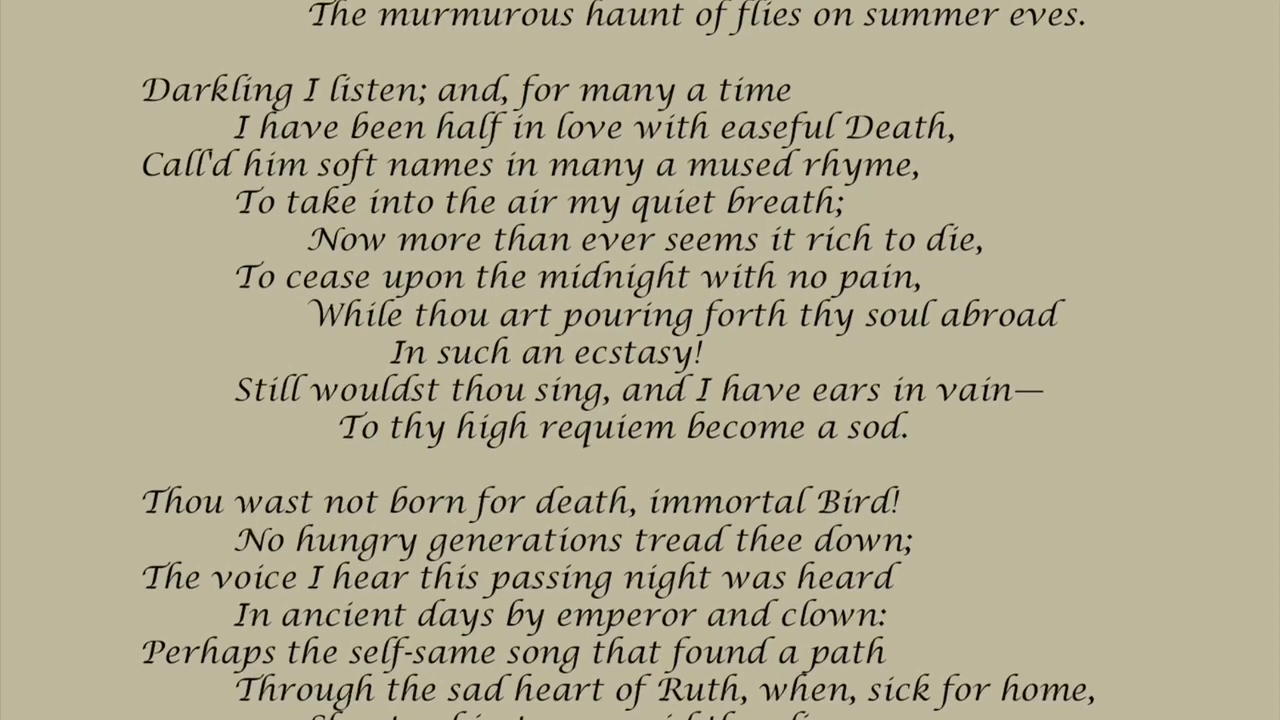 The murmurous haunt of flies on summer eves.
Darkling I listen; and, for many a time
I have been half in love with easeful Death,
Call'd him soft names in many a mused rhyme,
To take into the air my quiet breath;
Now more than ever seems it rich to die,
To cease upon the midnight with no pain,
While thou art pouring forth thy soul abroad
In such an ecstasy!
Still wouldst thou sing, and I have ears in vain—
To thy high requiem become a sod.
Thou wast not born for death, immortal Bird!
No hungry generations tread thee down;
The voice I hear this passing night was heard
In ancient days by emperor and clown:
Perhaps the self-same song that found a path
Through the sad heart of Ruth, when, sick for home,